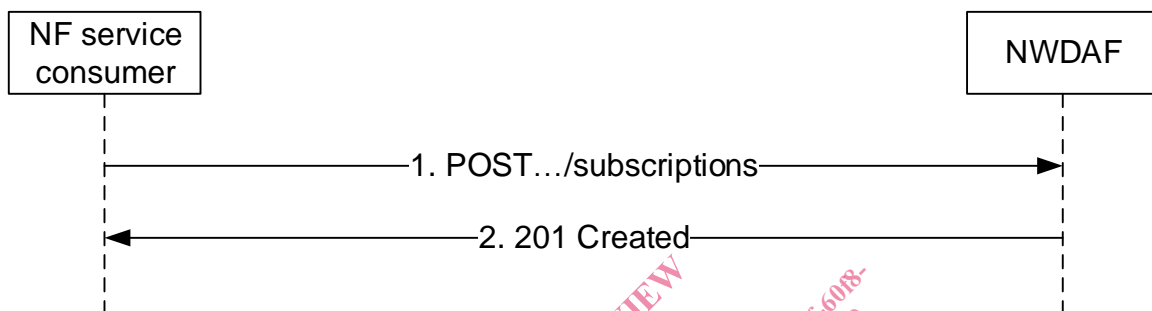 NF service
consumer
NWDAF
1. POST…/subscriptions
2. 201 Created